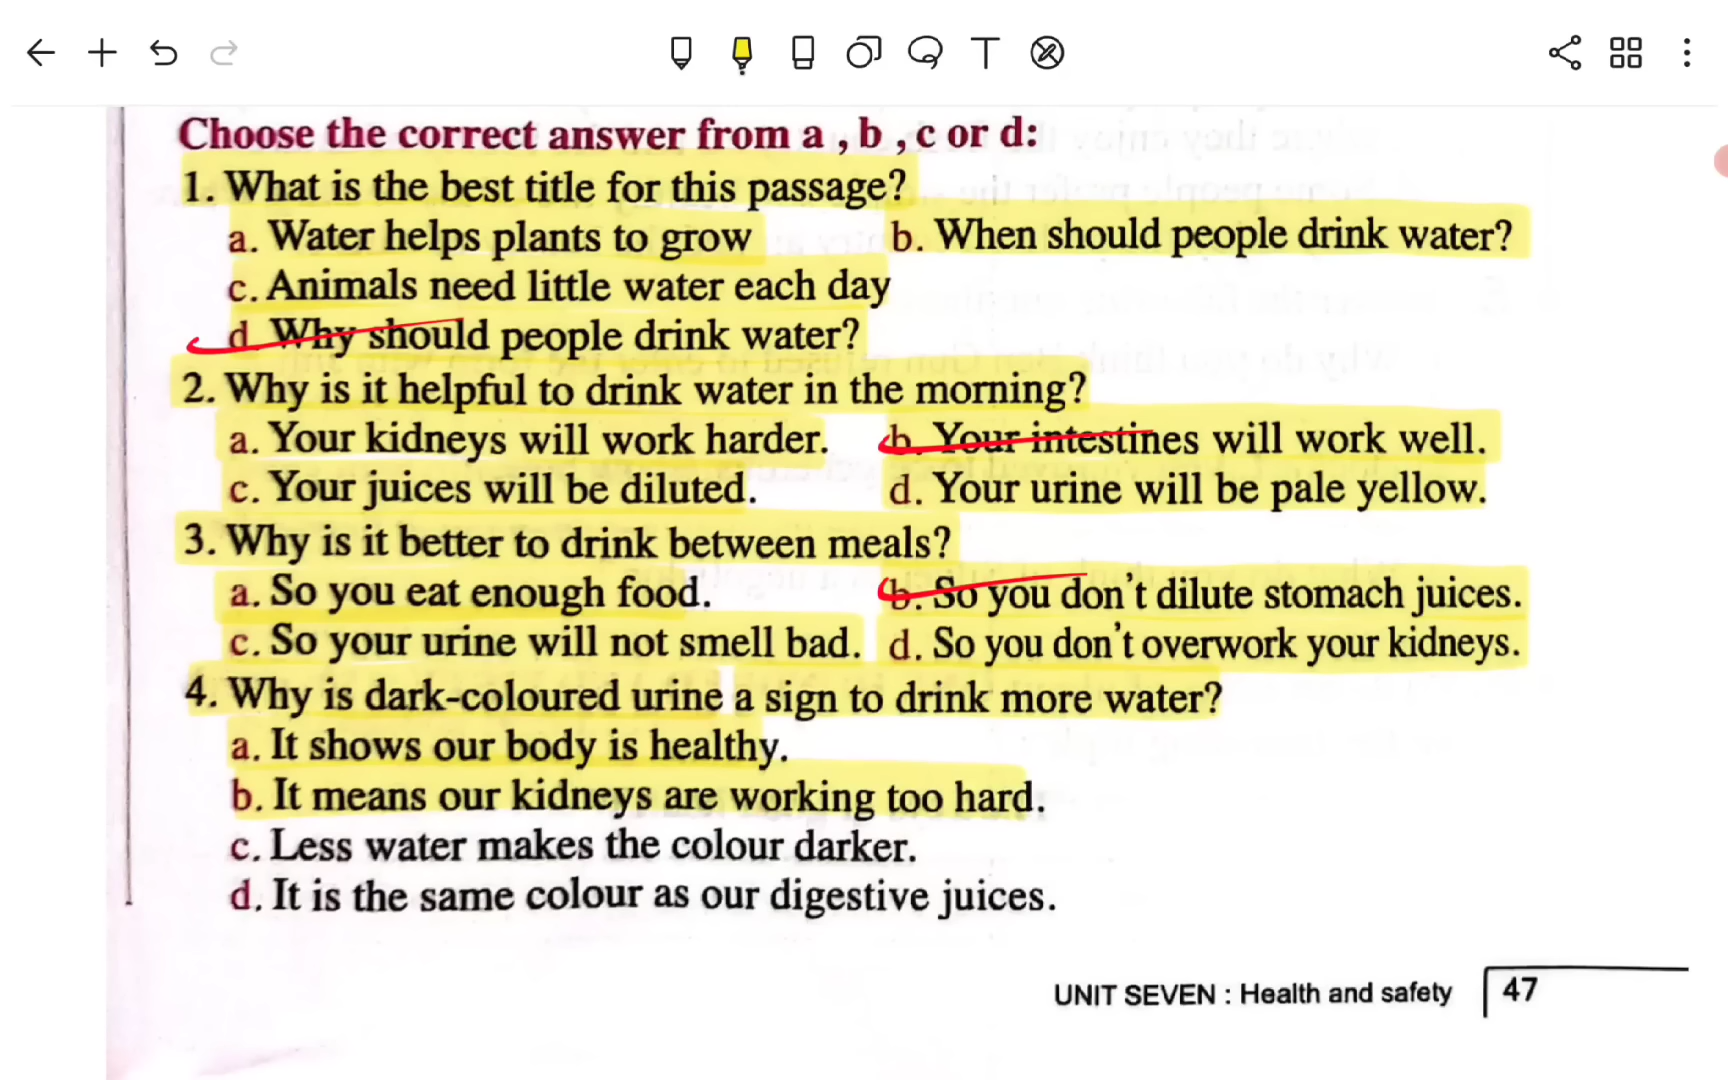 Choose the correct answer from a , b , c or d:
1. What is the best title for this passage?
a. Water helps plants to grow b. When should people drink water?
c. Animals need little water each day
d. Why should people drink water?
2. Why is it helpful to drink water in the morning?
a. Your kidneys will work harder. b. Your intestines will work well.
c. Your juices will be diluted. d. Your urine will be pale yellow.
3. Why is it better to drink between meals?
a. So you eat enough food. b. So you don't dilute stomach juices.
c. So your urine will not smell bad. d. So you don't overwork your kidneys.
4. Why is dark-coloured urine a sign to drink more water?
a. It shows our body is healthy.
b. It means our kidneys are working too hard.
c. Less water makes the colour darker.
d. It is the same colour as our digestive juices.
UNIT SEVEN : Health and safety 47